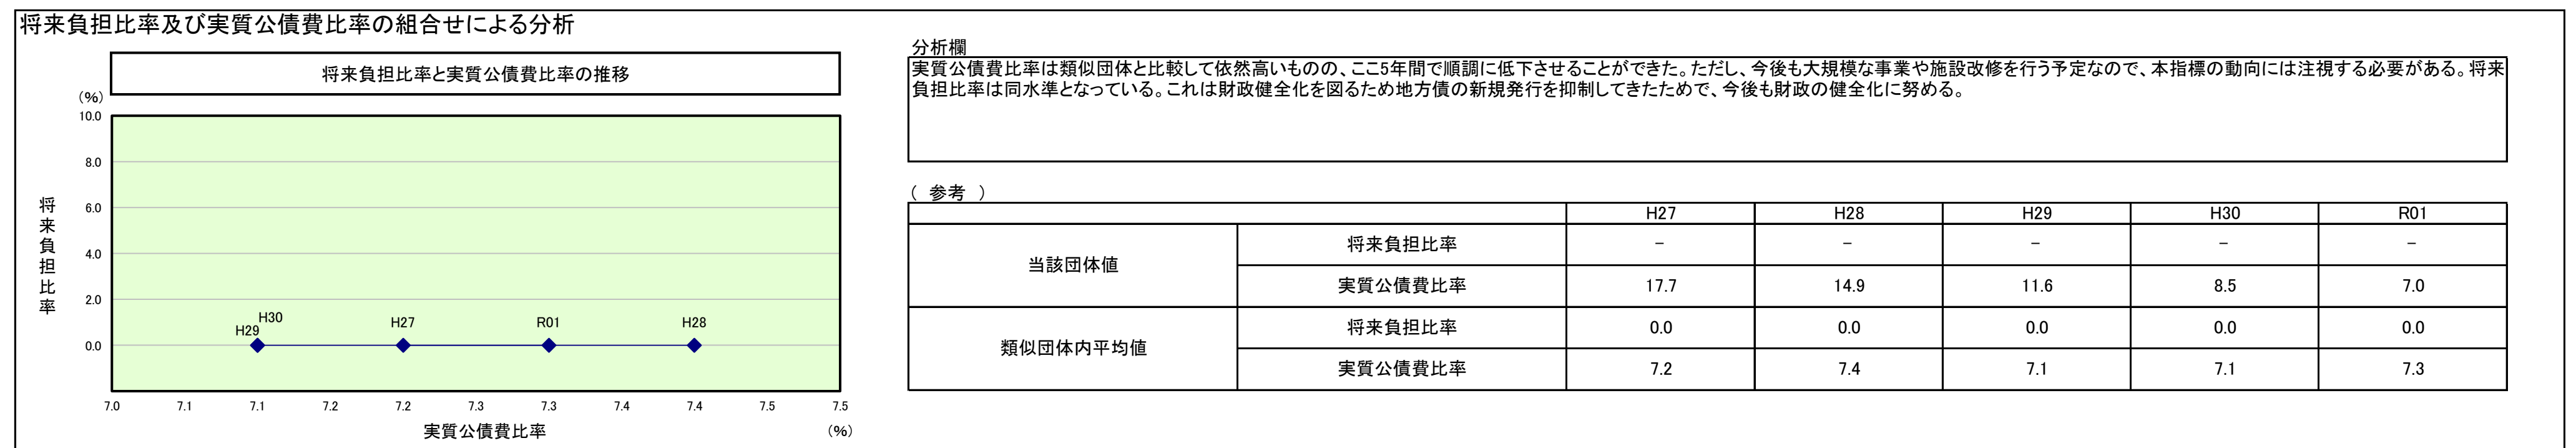 将来負担比率及び実質公債費比率の組合せによる分析
将来負担比率と実質公債費比率の推移
(%)
10.0
8.0
6.0
4.0
2.0
0.0
将来負担比率
H29
H30
H27
R01
H28
7.0 7.1 7.1 7.2 7.2 7.3 7.3 7.4 7.4 7.5 7.5
実質公債費比率
(%)
分析欄
実質公債費比率は類似団体と比較して依然高いものの、ここ5年間で順調に低下させることができた。ただし、今後も大規模な事業や施設改修を行う予定なので、本指標の動向には注視する必要がある。将来
負担比率は同水準となっている。これは財政健全化を図るため地方債の新規発行を抑制してきたためで、今後も財政の健全化に努める。
( 参考 )
H27 H28 H29 H30 R01
当該団体値
将来負担比率 − − − − −
実質公債費比率 17.7 14.9 11.6 8.5 7.0
類似団体内平均値
将来負担比率 0.0 0.0 0.0 0.0 0.0
実質公債費比率 7.2 7.4 7.1 7.1 7.3